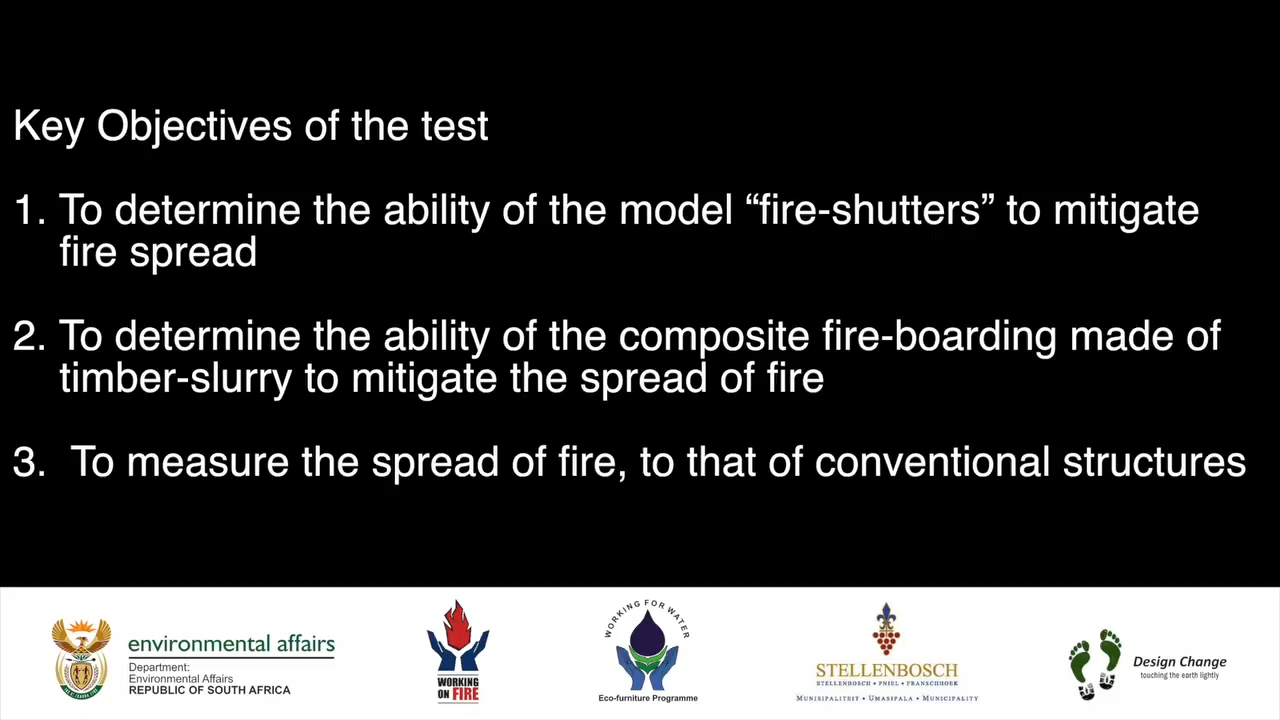 Key Objectives of the test
1. To determine the ability of the model “fire-shutters” to mitigate
fire spread
2. To determine the ability of the composite fire-boarding made of
timber-slurry to mitigate the spread of fire
3. To measure the spread of fire, to that of conventional structures
environmental affairs
Department:
Environmental Affairs
REPUBLIC OF SOUTH AFRICA
WORKING
ON FIRE
WORKING FOR WATER
Eco-furniture Programme
STELLENBOSCH
STELLENBOSCH • PNIEL • FRANSCHHOEK
MUNISIPALITEIT • UMASIPALA • MUNICIPALITY
Design Change
touching the earth lightly